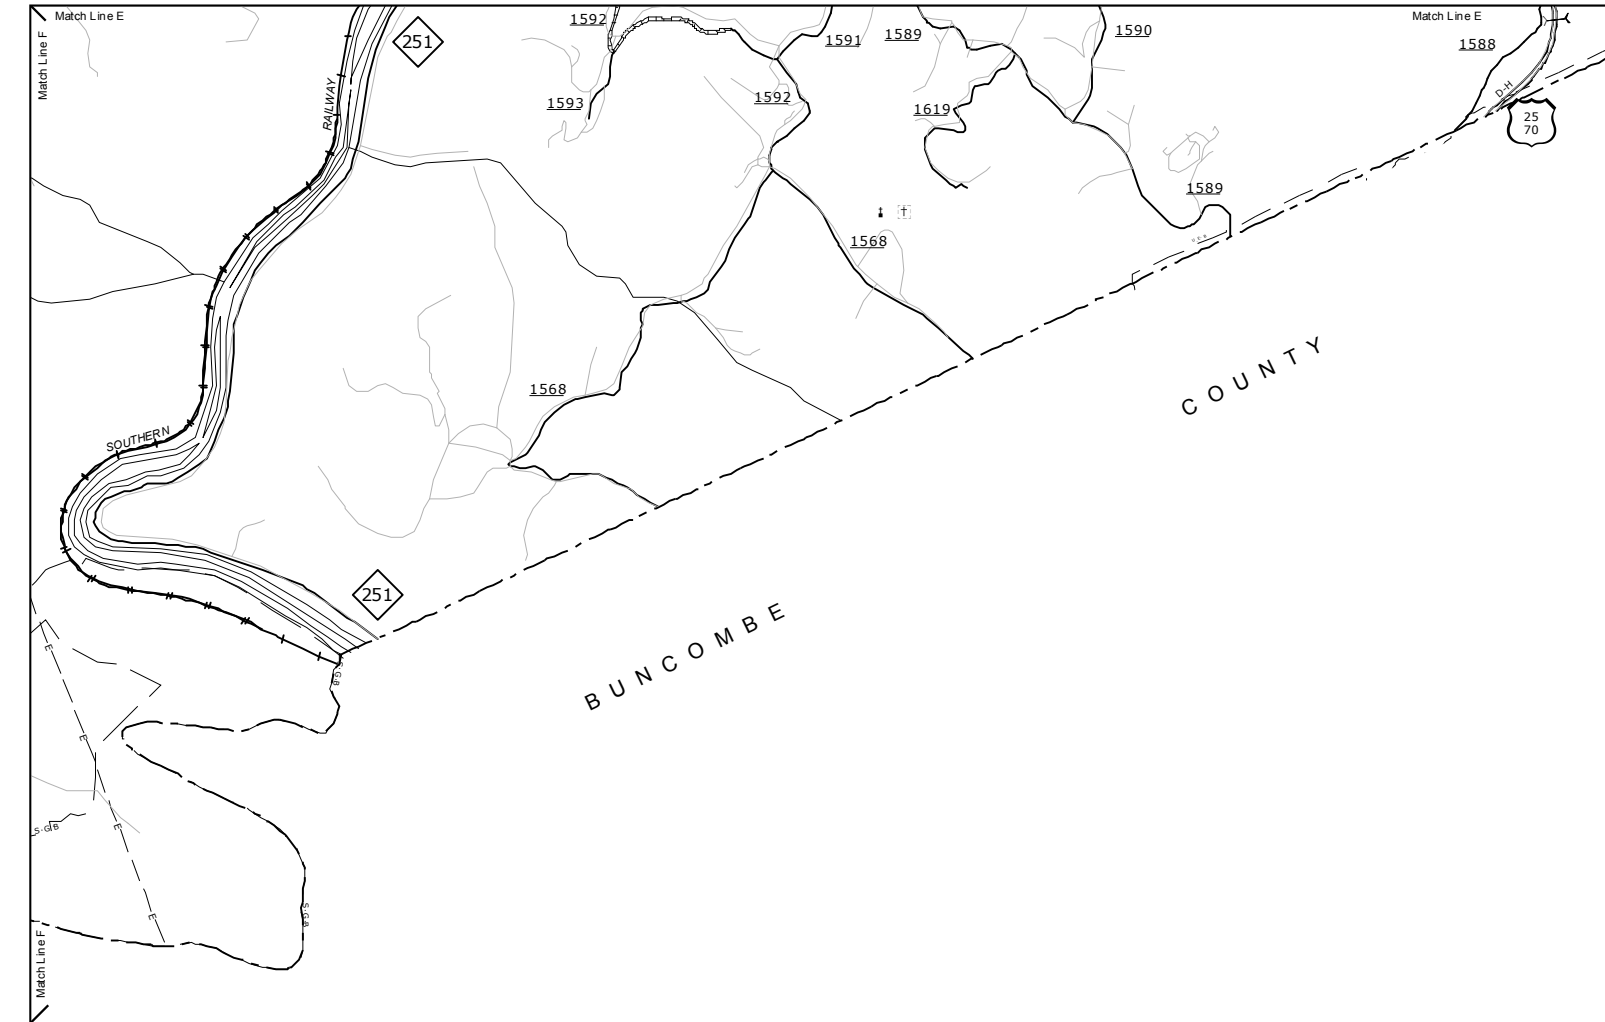 Match Line E
Match Line E
Match Line F
251
1592
1591
1589
1590
1588
RAILWAY
1593
1592
1619
D-H
25
70
1589
1568
COUNTY
1568
SOUTHERN
251
BUNCOMBE
S-G-B
E
E
E
S-G/B
S-G-B
E
Match Line F